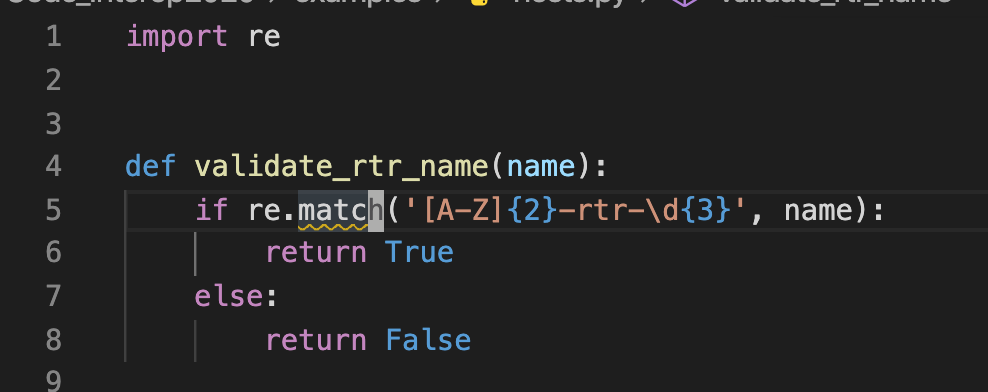 1 import re
2
3
4 def validate_rtr_name(name):
5     if re.match('[A-Z]{2}-rtr-\d{3}', name):
6         return True
7     else:
8         return False
9